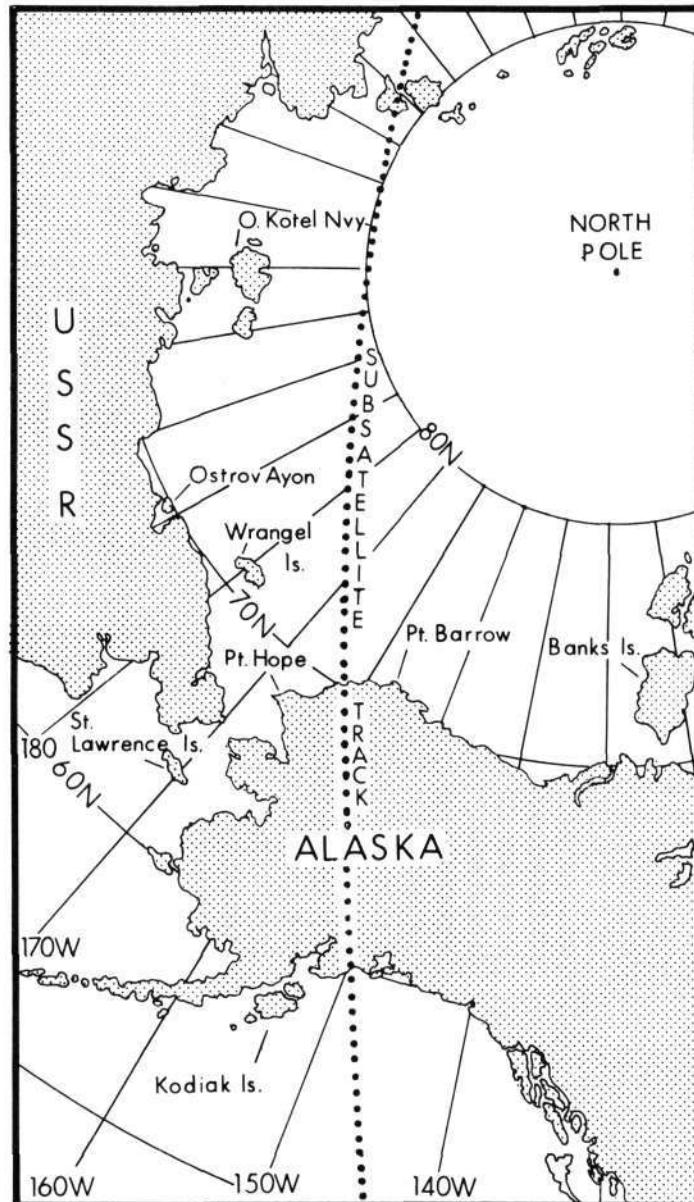 NORTH
POLE
O. Kotel Nvy
USSR
SUBSATELLITE TRACK
80N
Ostrov Ayon
Wrangel
Is.
70N
Pt. Barrow
Banks Is.
Pt. Hope
St.
Lawrence Is.
180
60N
ALASKA
170W
Kodiak Is.
160W
150W
140W